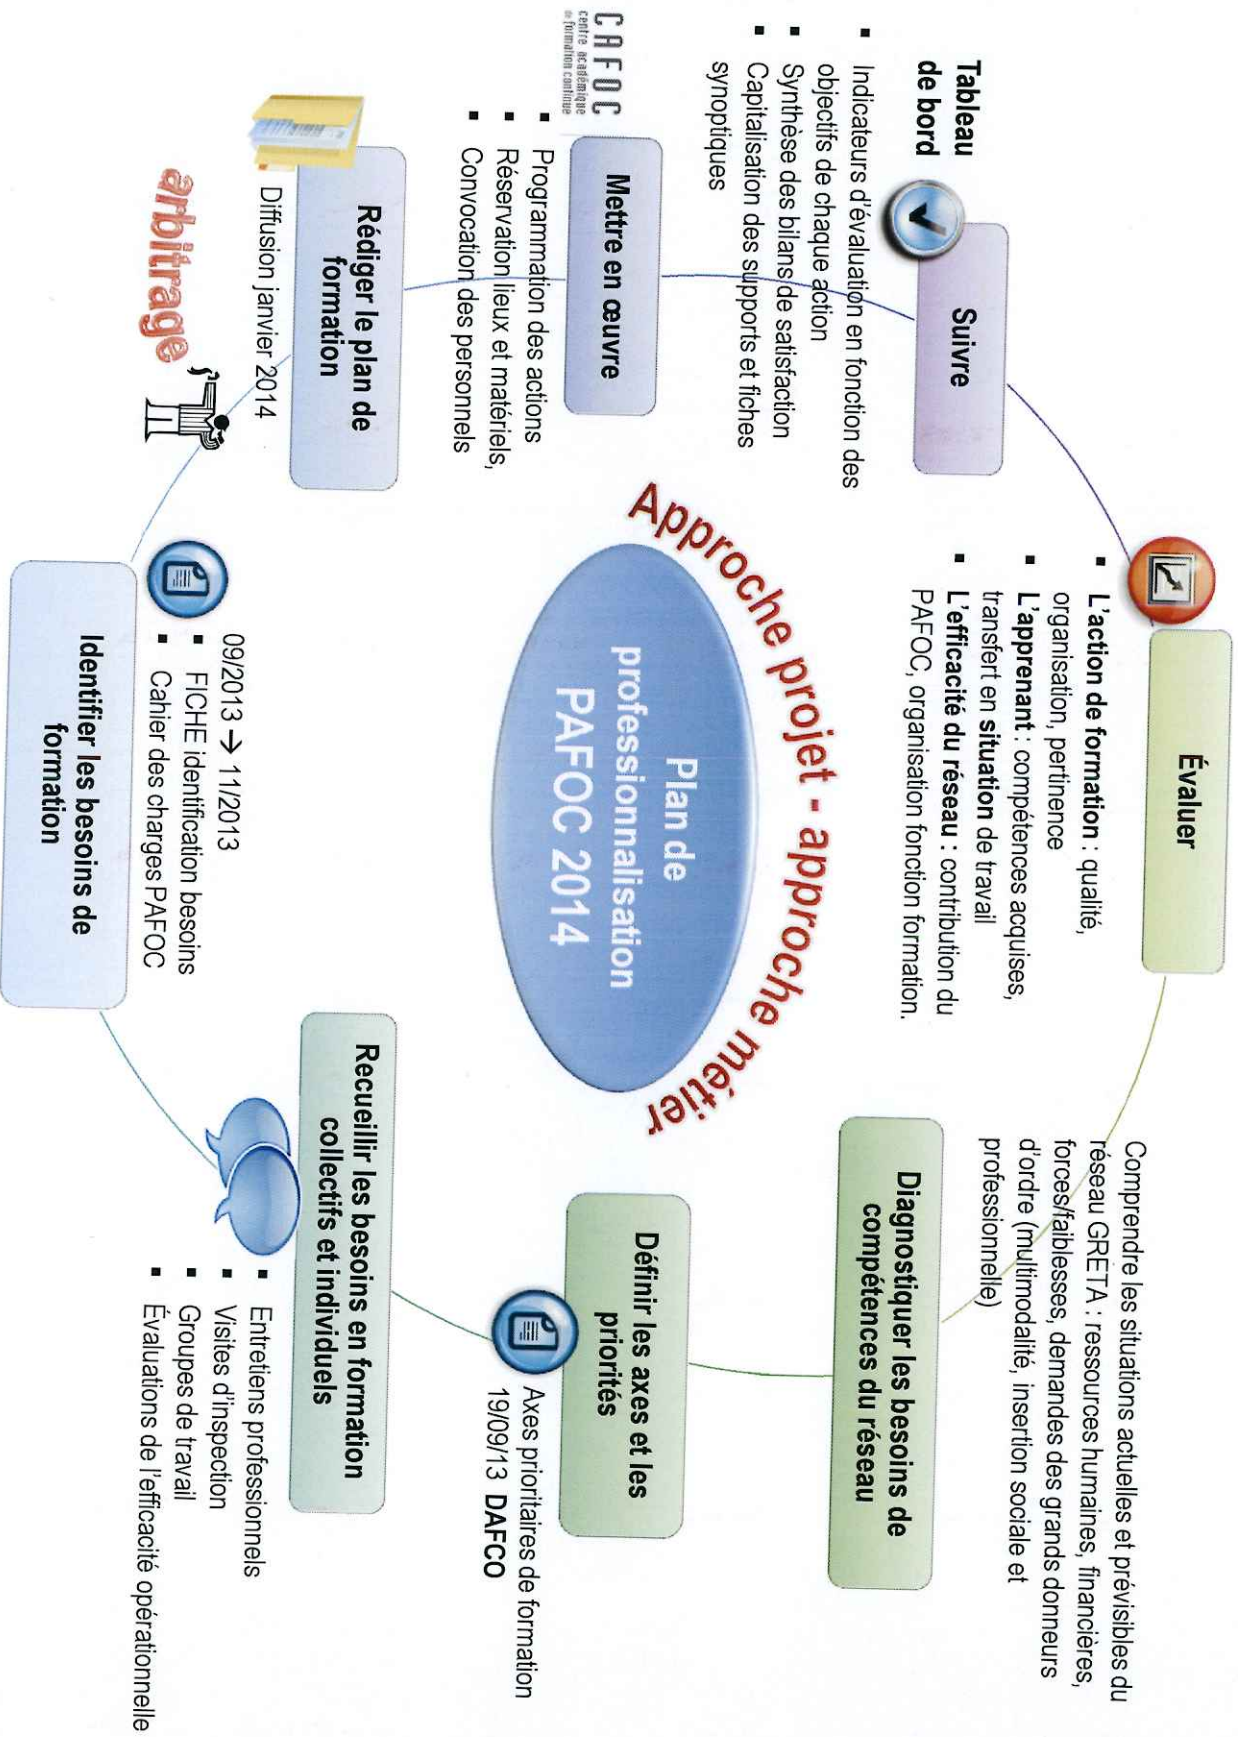 Évaluer
L'action de formation : qualité,
organisation, pertinence
L'apprenant : compétences acquises,
transfert en situation de travail
L'efficacité du réseau : contribution du
PAFOC, organisation fonction formation.
Comprendre les situations actuelles et prévisibles du
réseau GRETA : ressources humaines, financières,
forces/faiblesses, demandes des grands donneurs
d'ordre (multimodalité, insertion sociale et
professionnelle)
Diagnostiquer les besoins de
compétences du réseau
Définir les axes et les
priorités
Axes prioritaires de formation
19/09/13 DAFCO
Recueillir les besoins en formation
collectifs et individuels
Entretiens professionnels
Visites d'inspection
Groupes de travail
Évaluations de l'efficacité opérationnelle
Identifier les besoins de
formation
09/2013 → 11/2013
FICHE identification besoins
Cahier des charges PAFOC
arbitrage
Rédiger le plan de
formation
Diffusion janvier 2014
Mettre en œuvre
Programmation des actions
Réservation lieux et matériels,
Convocation des personnels
CAFOC
centre académique
de formation continue
Suivre
Tableau
de bord
Indicateurs d'évaluation en fonction des
objectifs de chaque action
Synthèse des bilans de satisfaction
Capitalisation des supports et fiches
synoptiques
Approche projet - approche métier
Plan de
professionnalisation
PAFOC 2014